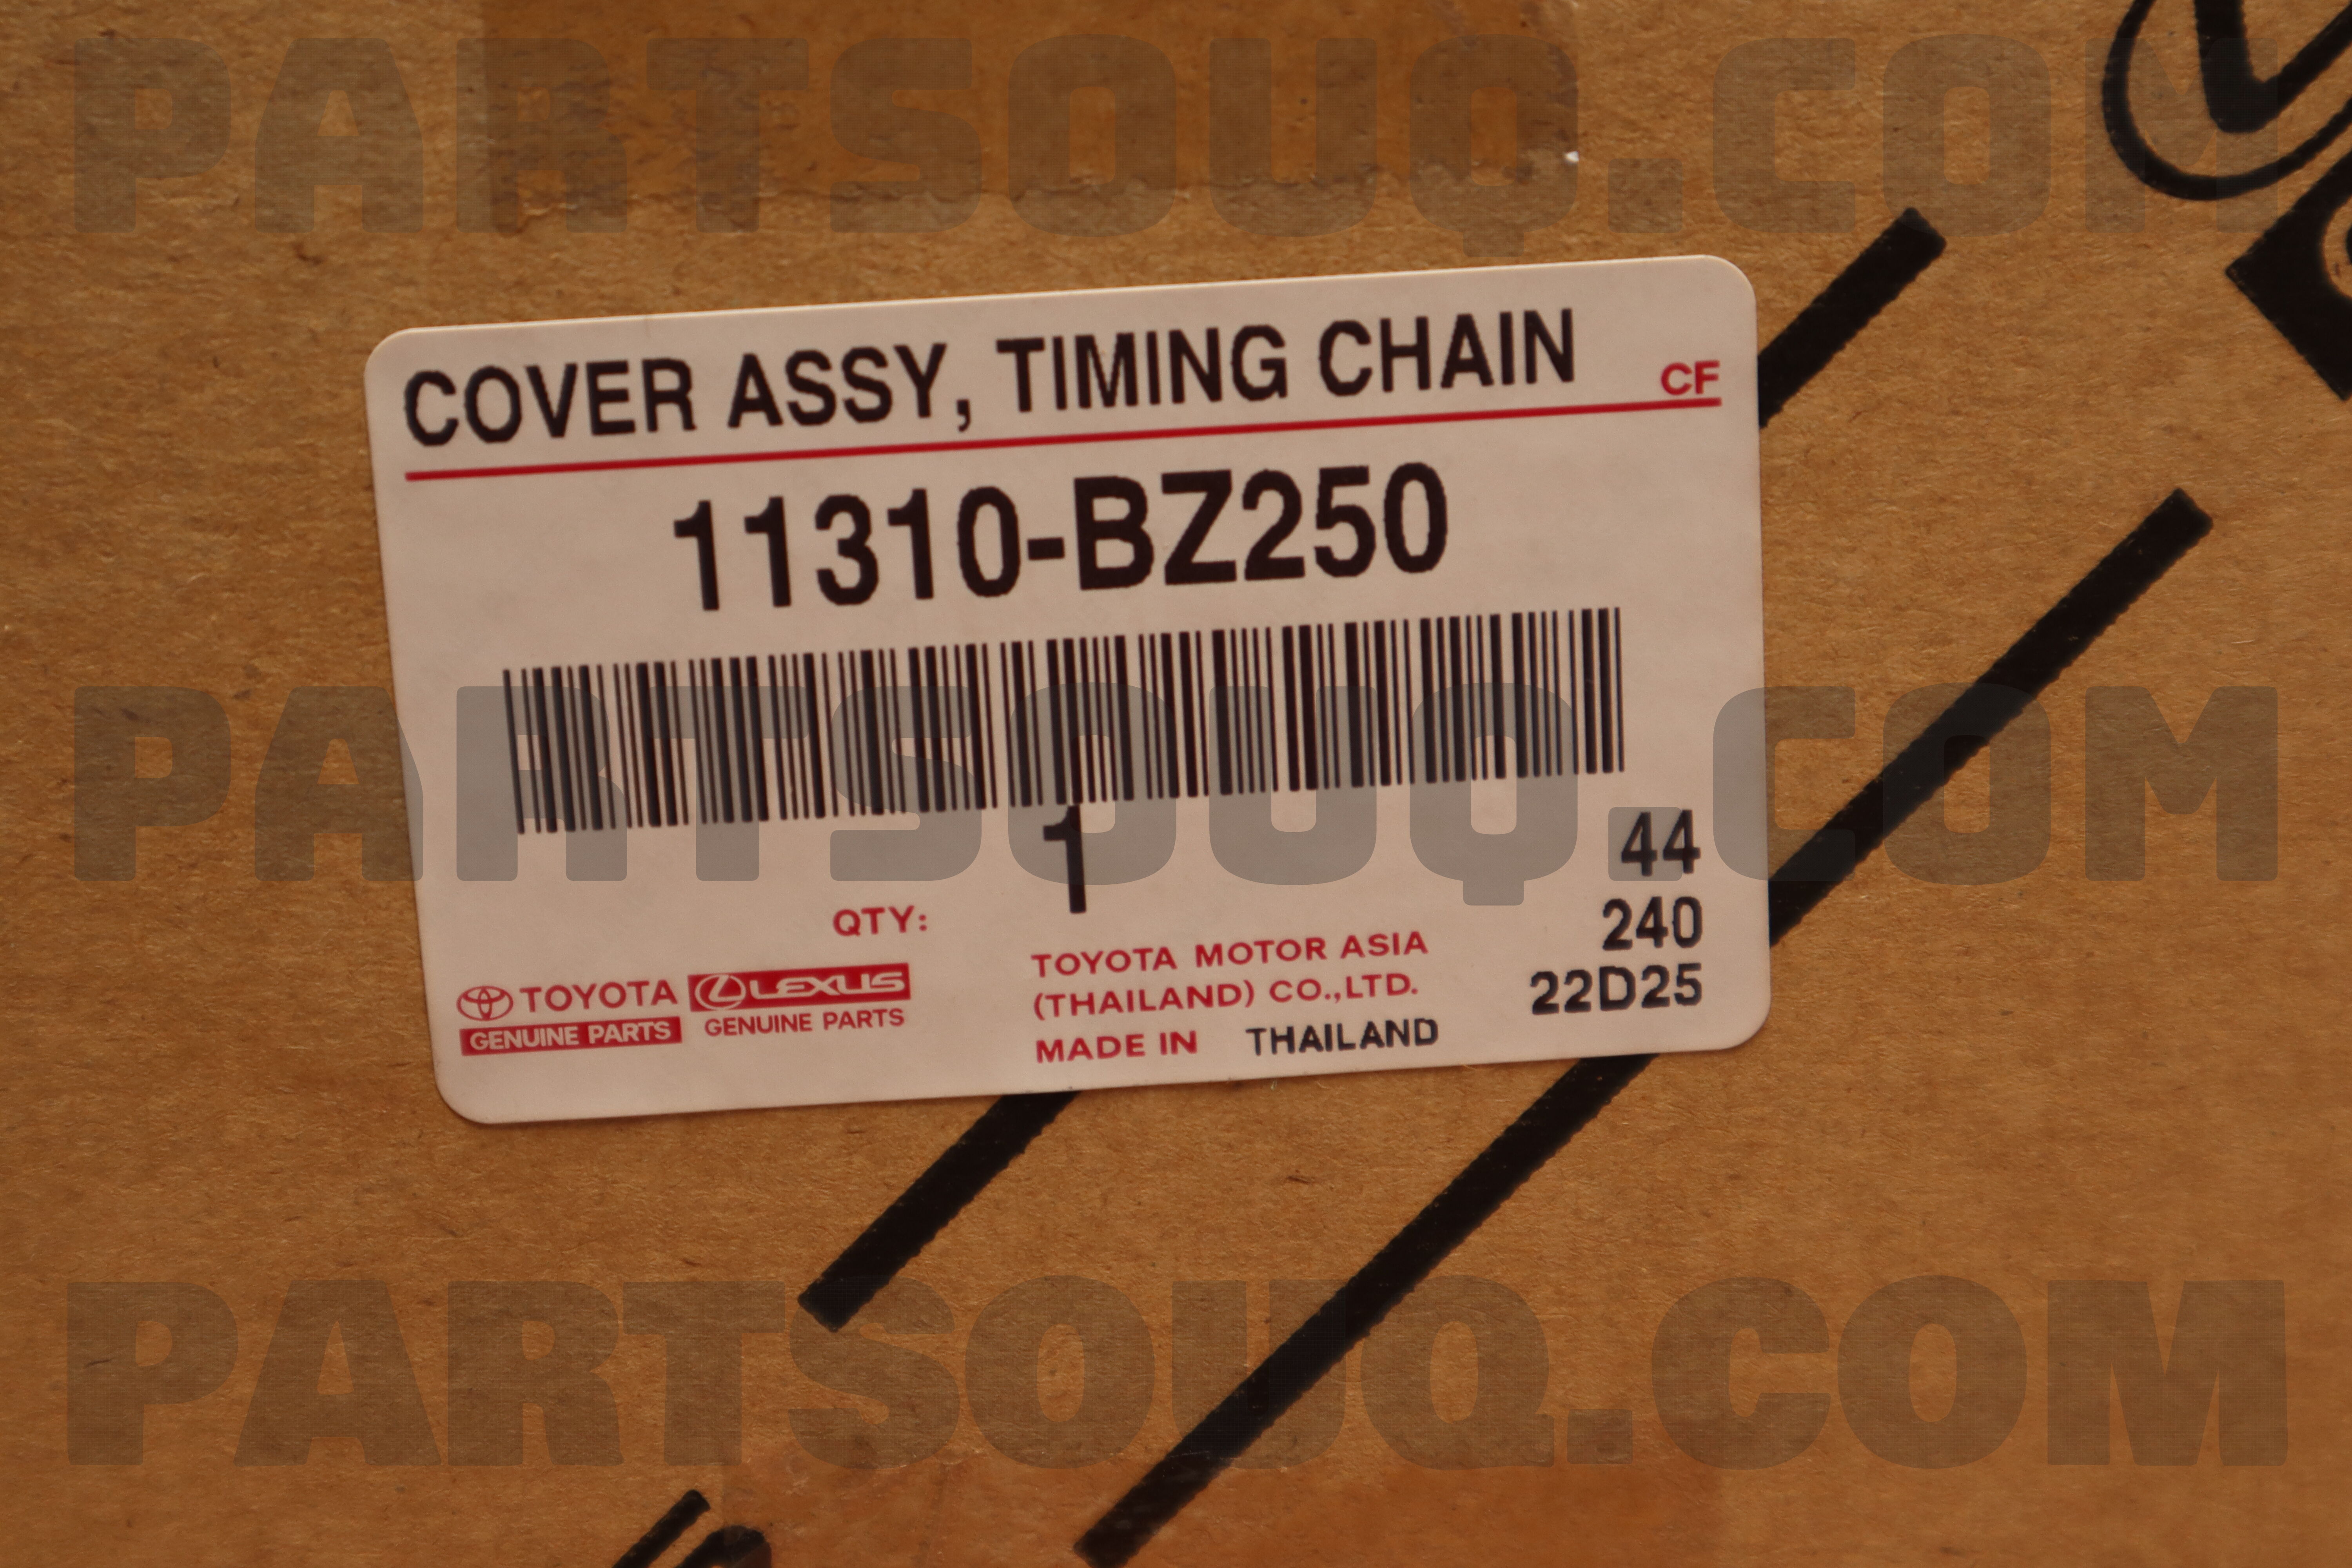 PARTSOUQ.COM
COVER ASSY, TIMING CHAIN CF
11310-BZ250
PARTSOUQ.COM
QTY: 1
44
240
22D25
TOYOTA
GENUINE PARTS
LEXUS
GENUINE PARTS
TOYOTA MOTOR ASIA
(THAILAND) CO.,LTD.
MADE IN THAILAND
PARTSOUQ.COM